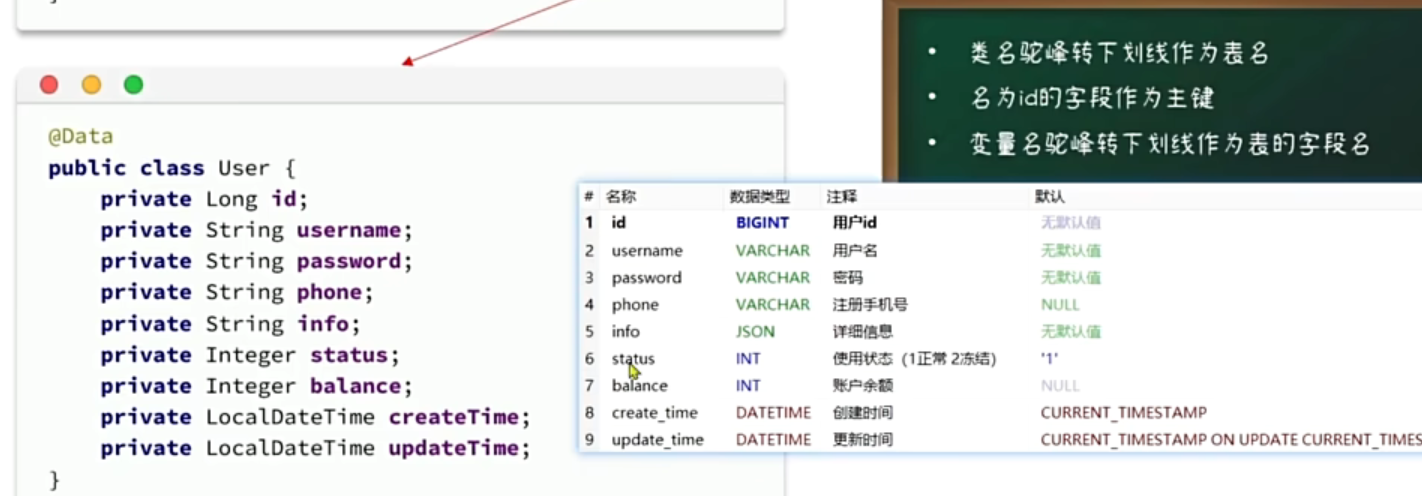 }
@Data
public class User {
private Long id;
private String username;
private String password;
private String phone;
private String info;
private Integer status;
private Integer balance;
private LocalDateTime createTime;
private LocalDateTime updateTime;
}
• 类名驼峰转下划线作为表名
• 名为id的字段作为主键
• 变量名驼峰转下划线作为表的字段名
# 名称 数据类型 注释 默认
1 id BIGINT 用户id 无默认值
2 username VARCHAR 用户名 无默认值
3 password VARCHAR 密码 无默认值
4 phone VARCHAR 注册手机号 NULL
5 info JSON 详细信息 无默认值
6 status INT 使用状态（1正常 2冻结） '1'
7 balance INT 账户余额 NULL
8 create_time DATETIME 创建时间 CURRENT_TIMESTAMP
9 update_time DATETIME 更新时间 CURRENT_TIMESTAMP ON UPDATE CURRENT_TIMES